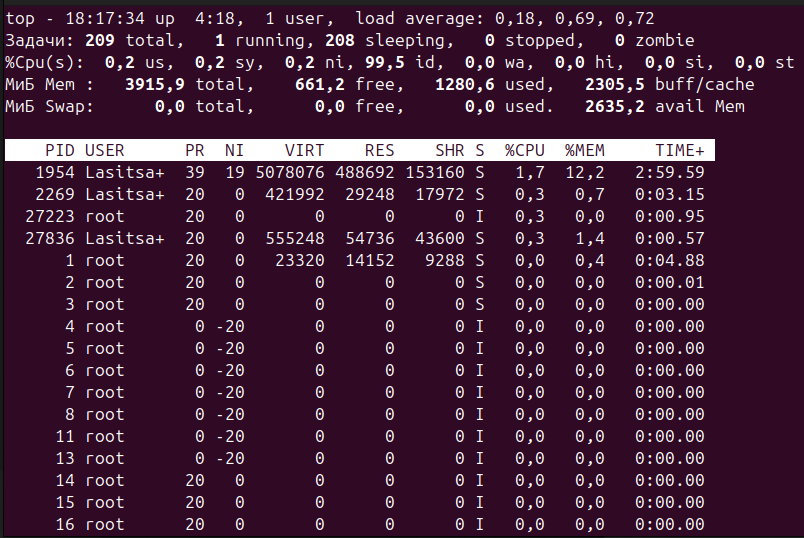 top - 18:17:34 up  4:18,  1 user,  load average: 0,18, 0,69, 0,72
Задачи: 209 total,   1 running, 208 sleeping,   0 stopped,   0 zombie
%Cpu(s):  0,2 us,  0,2 sy,  0,2 ni, 99,5 id,  0,0 wa,  0,0 hi,  0,0 si,  0,0 st
МиБ Mem :   3915,9 total,    661,2 free,   1280,6 used,   2305,5 buff/cache
МиБ Swap:      0,0 total,      0,0 free,      0,0 used.   2635,2 avail Mem
PID USER      PR  NI    VIRT    RES    SHR S  %CPU  %MEM     TIME+
1954 Lasitsa+  39  19 5078076 488692 153160 S   1,7  12,2   2:59.59
2269 Lasitsa+  20   0  421992  29248  17972 S   0,3   0,7   0:03.15
27223 root      20   0       0      0      0 I   0,3   0,0   0:00.95
27836 Lasitsa+  20   0  555248  54736  43600 S   0,3   1,4   0:00.57
1 root      20   0   23320  14152   9288 S   0,0   0,4   0:04.88
2 root      20   0       0      0      0 S   0,0   0,0   0:00.01
3 root      20   0       0      0      0 S   0,0   0,0   0:00.00
4 root       0 -20       0      0      0 I   0,0   0,0   0:00.00
5 root       0 -20       0      0      0 I   0,0   0,0   0:00.00
6 root       0 -20       0      0      0 I   0,0   0,0   0:00.00
7 root       0 -20       0      0      0 I   0,0   0,0   0:00.00
8 root       0 -20       0      0      0 I   0,0   0,0   0:00.00
11 root       0 -20       0      0      0 I   0,0   0,0   0:00.00
13 root       0 -20       0      0      0 I   0,0   0,0   0:00.00
14 root      20   0       0      0      0 I   0,0   0,0   0:00.00
15 root      20   0       0      0      0 I   0,0   0,0   0:00.00
16 root      20   0       0      0      0 I   0,0   0,0   0:00.00